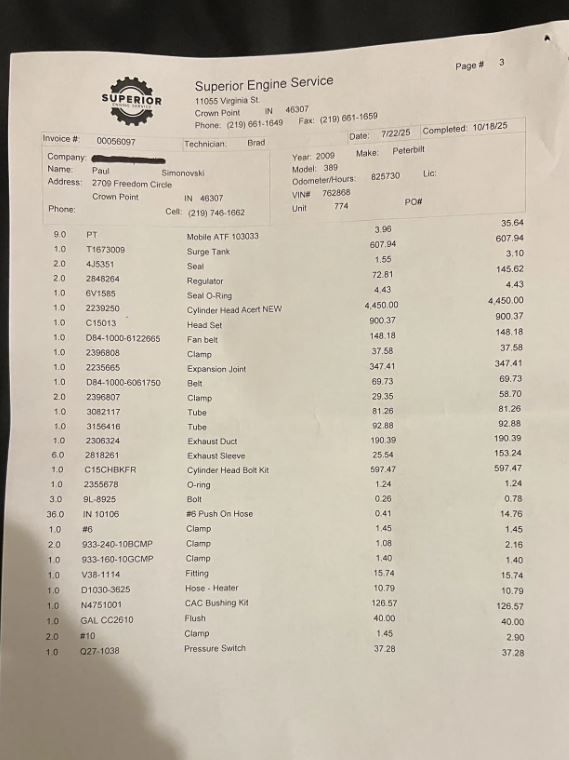 Page # 3
SUPERIOR
ENGINE SERVICE
Superior Engine Service
11055 Virginia St.
Crown Point IN 46307
Phone: (219) 661-1649 Fax: (219) 661-1659
Invoice #: 00056097 Technician: Brad Date: 7/22/25 Completed: 10/18/25
Company:
Name: Paul Simonovski
Address: 2709 Freedom Circle
Crown Point IN 46307
Phone: Cell: (219) 746-1662
Year: 2009 Make: Peterbilt
Model: 389
Odometer/Hours: 825730 Lic:
VIN# 762868
Unit 774 PO#
9.0 PT Mobile ATF 103033 3.96 35.64
1.0 T1673009 Surge Tank 607.94 607.94
2.0 4J5351 Seal 1.55 3.10
2.0 2848264 Regulator 72.81 145.62
1.0 6V1585 Seal O-Ring 4.43 4.43
1.0 2239250 Cylinder Head Acert NEW 4,450.00 4,450.00
1.0 C15013 Head Set 900.37 900.37
1.0 D84-1000-6122665 Fan belt 148.18 148.18
1.0 2396808 Clamp 37.58 37.58
1.0 2235665 Expansion Joint 347.41 347.41
1.0 D84-1000-6061750 Belt 69.73 69.73
2.0 2396807 Clamp 29.35 58.70
1.0 3082117 Tube 81.26 81.26
1.0 3156416 Tube 92.88 92.88
1.0 2306324 Exhaust Duct 190.39 190.39
6.0 2818261 Exhaust Sleeve 25.54 153.24
1.0 C15CHBKFR Cylinder Head Bolt Kit 597.47 597.47
1.0 2355678 O-ring 1.24 1.24
3.0 9L-8925 Bolt 0.26 0.78
36.0 IN 10106 #6 Push On Hose 0.41 14.76
1.0 #6 Clamp 1.45 1.45
2.0 933-240-10BCMP Clamp 1.08 2.16
1.0 933-160-10GCMP Clamp 1.40 1.40
1.0 V38-1114 Fitting 15.74 15.74
1.0 D1030-3625 Hose - Heater 10.79 10.79
1.0 N4751001 CAC Bushing Kit 126.57 126.57
1.0 GAL CC2610 Flush 40.00 40.00
2.0 #10 Clamp 1.45 2.90
1.0 Q27-1038 Pressure Switch 37.28 37.28